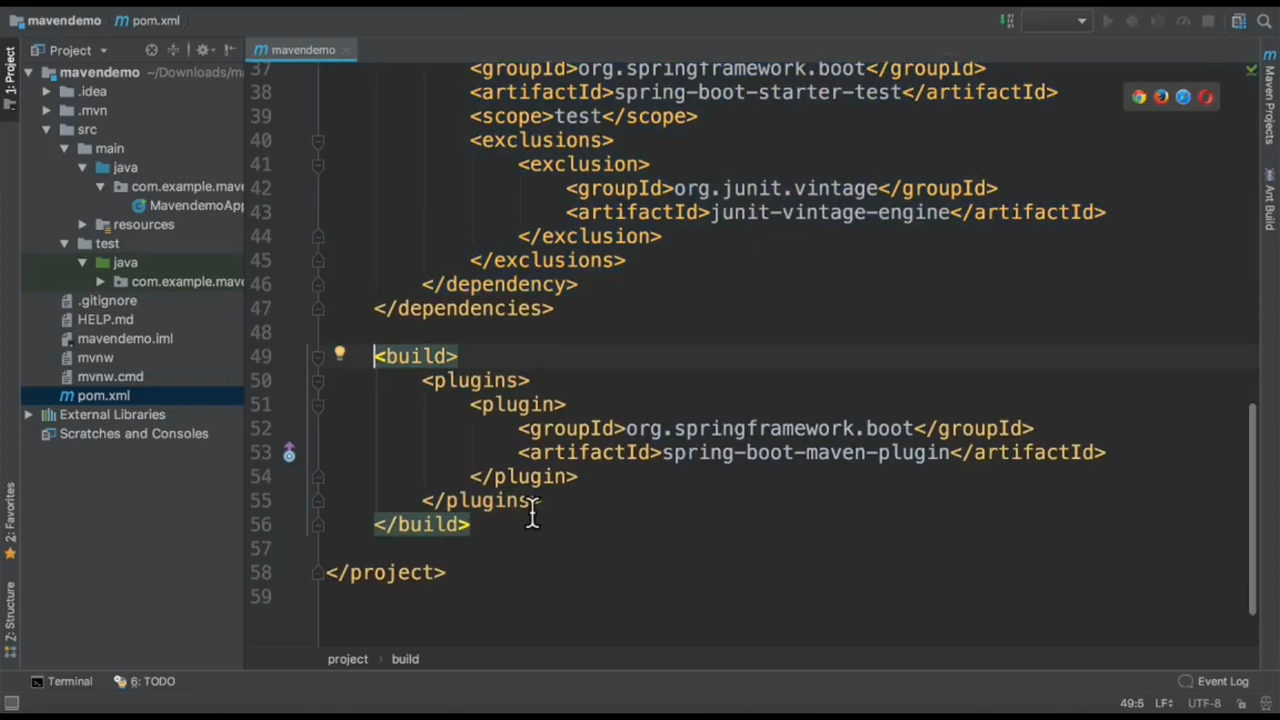 mavendemo pom.xml
Project
mavendemo
1: Project
mavendemo ~/Downloads/m
.idea
.mvn
src
main
java
com.example.mave
MavendemoApp
resources
test
java
com.example.mave
.gitignore
HELP.md
mavendemo.iml
mvnw
mvnw.cmd
pom.xml
External Libraries
Scratches and Consoles
2: Favorites
Z: Structure
37 <groupId>org.springframework.boot</groupId>
38 <artifactId>spring-boot-starter-test</artifactId>
39 <scope>test</scope>
40 <exclusions>
41 <exclusion>
42 <groupId>org.junit.vintage</groupId>
43 <artifactId>junit-vintage-engine</artifactId>
44 </exclusion>
45 </exclusions>
46 </dependency>
47 </dependencies>
48
49 <build>
50 <plugins>
51 <plugin>
52 <groupId>org.springframework.boot</groupId>
53 <artifactId>spring-boot-maven-plugin</artifactId>
54 </plugin>
55 </plugins>
56 </build>
57
58 </project>
59
Maven Projects
Ant Build
project › build
Terminal 6: TODO Event Log
49:5 LF UTF-8